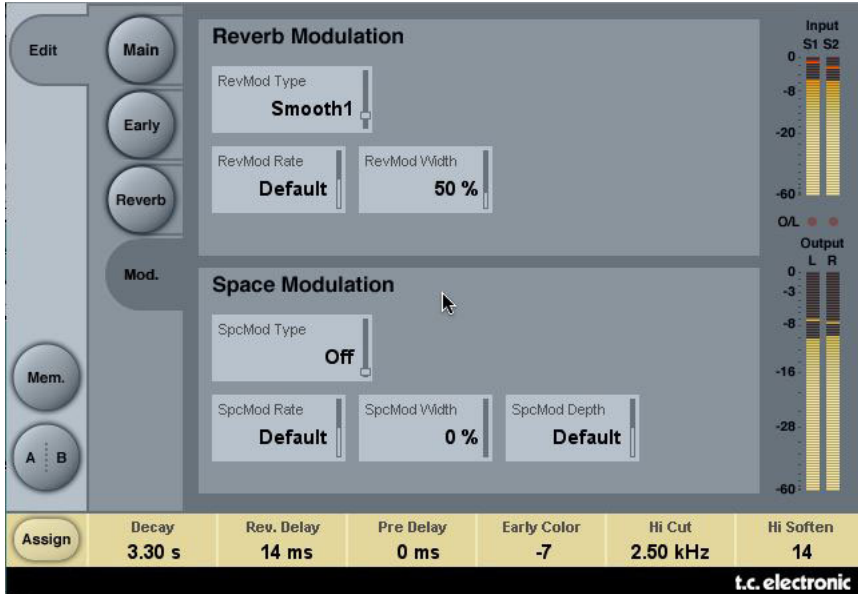 Edit
Main
Early
Reverb
Mod.
Mem.
A B
Reverb Modulation
RevMod Type
Smooth1
RevMod Rate
Default
RevMod Width
50 %
Space Modulation
SpcMod Type
Off
SpcMod Rate
Default
SpcMod Width
0 %
SpcMod Depth
Default
Input
S1 S2
0
-8
-20
-60
O/L
Output
L R
0
-3
-8
-16
-28
-60
Assign
Decay
3.30 s
Rev. Delay
14 ms
Pre Delay
0 ms
Early Color
-7
Hi Cut
2.50 kHz
Hi Soften
14
t.c. electronic